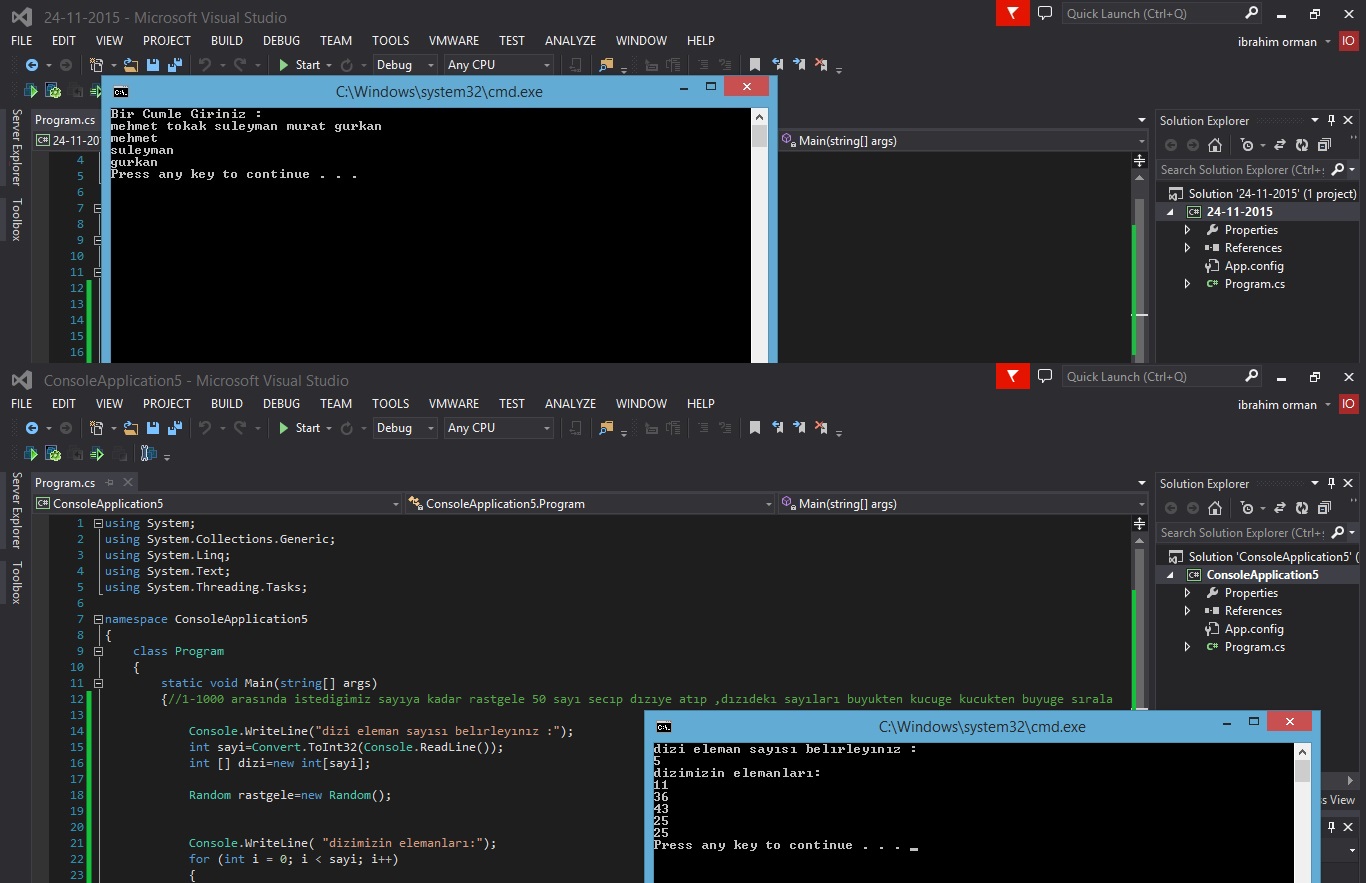 24-11-2015 - Microsoft Visual Studio
Quick Launch (Ctrl+Q)
FILE EDIT VIEW PROJECT BUILD DEBUG TEAM TOOLS VMWARE TEST ANALYZE WINDOW HELP
ibrahim orman IO
Start Debug Any CPU
C:\Windows\system32\cmd.exe
Bir Cumle Giriniz :
mehmet tokak suleyman murat gurkan
mehmet
suleyman
gurkan
Press any key to continue . . .
Server Explorer
Toolbox
Program.cs
24-11-20
Main(string[] args)
4
5
6
7
8
9
10
11
12
13
14
15
16
Solution Explorer
Search Solution Explorer (Ctrl+;
Solution '24-11-2015' (1 project)
24-11-2015
Properties
References
App.config
Program.cs
ConsoleApplication5 - Microsoft Visual Studio
Quick Launch (Ctrl+Q)
FILE EDIT VIEW PROJECT BUILD DEBUG TEAM TOOLS VMWARE TEST ANALYZE WINDOW HELP
ibrahim orman IO
Start Debug Any CPU
Server Explorer
Toolbox
Program.cs
ConsoleApplication5 ConsoleApplication5.Program Main(string[] args)
1 using System;
2 using System.Collections.Generic;
3 using System.Linq;
4 using System.Text;
5 using System.Threading.Tasks;
6
7 namespace ConsoleApplication5
8 {
9 class Program
10 {
11 static void Main(string[] args)
12 {//1-1000 arasında istedigimiz sayıya kadar rastgele 50 sayı secıp dızıye atıp ,dızıdekı sayıları buyukten kucuge kucukten buyuge sırala
13
14 Console.WriteLine("dizi eleman sayısı belırleyınız :");
15 int sayi=Convert.ToInt32(Console.ReadLine());
16 int [] dizi=new int[sayi];
17
18 Random rastgele=new Random();
19
20
21 Console.WriteLine( "dizimizin elemanları:");
22 for (int i = 0; i < sayi; i++)
23 {
C:\Windows\system32\cmd.exe
dizi eleman sayısı belırleyınız :
5
dizimizin elemanları:
11
36
43
25
25
Press any key to continue . . .
Solution Explorer
Search Solution Explorer (Ctrl+;
Solution 'ConsoleApplication5' (
ConsoleApplication5
Properties
References
App.config
Program.cs
s View